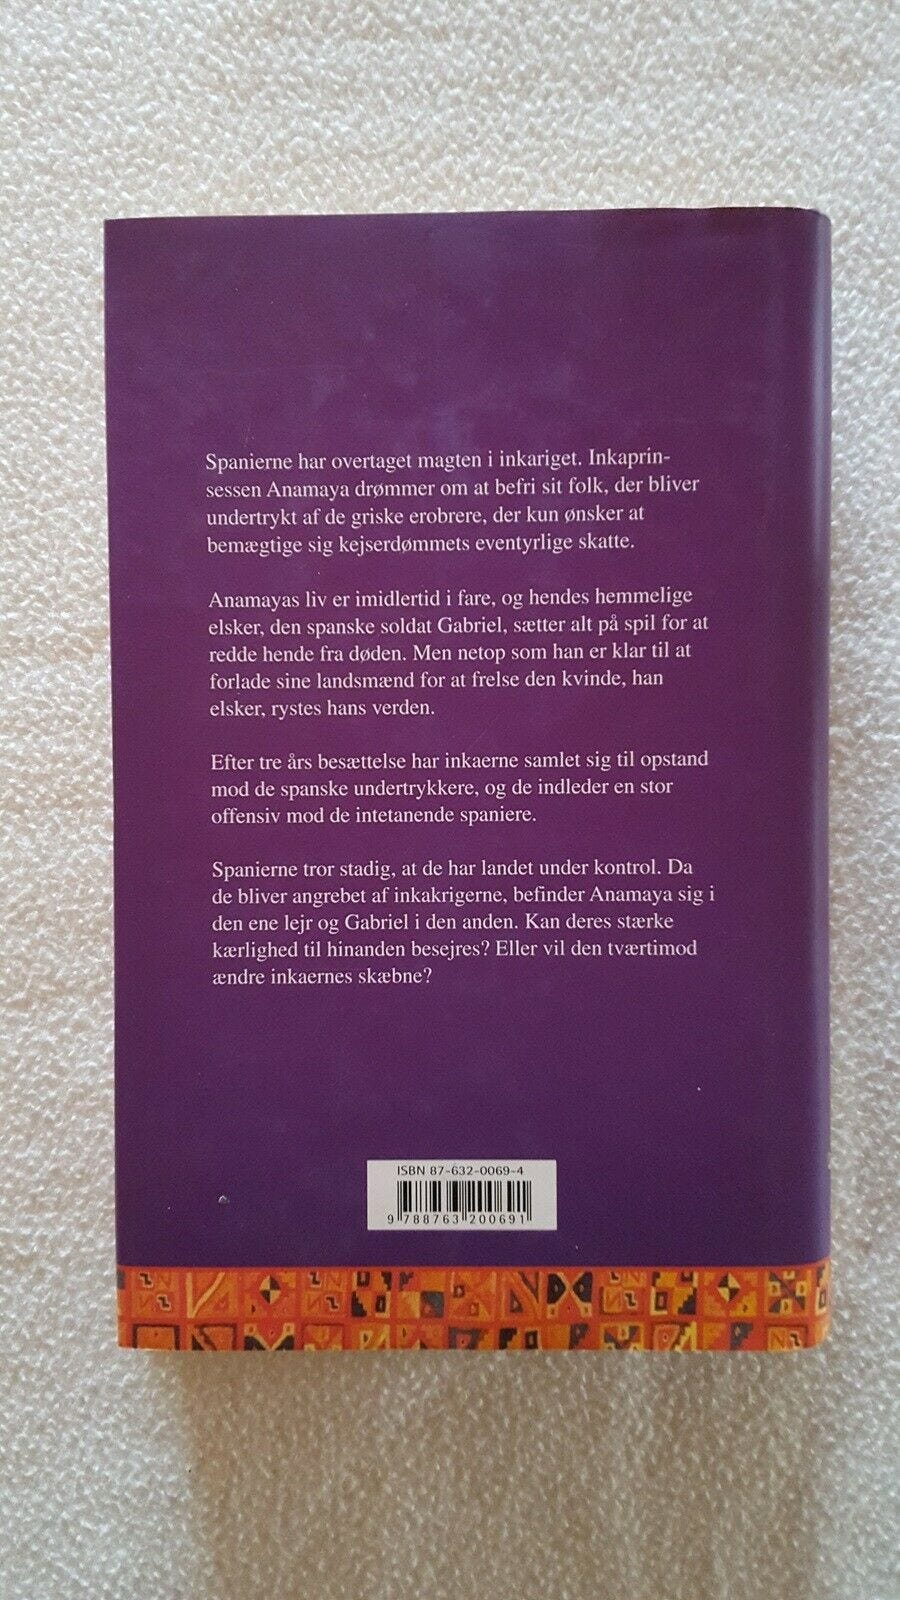 Spanierne har overtaget magten i inkariget. Inkaprin-
sessen Anamaya drømmer om at befri sit folk, der bliver
undertrykt af de griske erobrere, der kun ønsker at
bemægtige sig kejserdømmets eventyrlige skatte.
Anamayas liv er imidlertid i fare, og hendes hemmelige
elsker, den spanske soldat Gabriel, sætter alt på spil for at
redde hende fra døden. Men netop som han er klar til at
forlade sine landsmænd for at frelse den kvinde, han
elsker, rystes hans verden.
Efter tre års besættelse har inkaerne samlet sig til opstand
mod de spanske undertrykkere, og de indleder en stor
offensiv mod de intetanende spaniere.
Spanierne tror stadig, at de har landet under kontrol. Da
de bliver angrebet af inkakrigerne, befinder Anamaya sig i
den ene lejr og Gabriel i den anden. Kan deres stærke
kærlighed til hinanden besejres? Eller vil den tværtimod
ændre inkaernes skæbne?
ISBN 87-632-0069-4
9 788763 200691